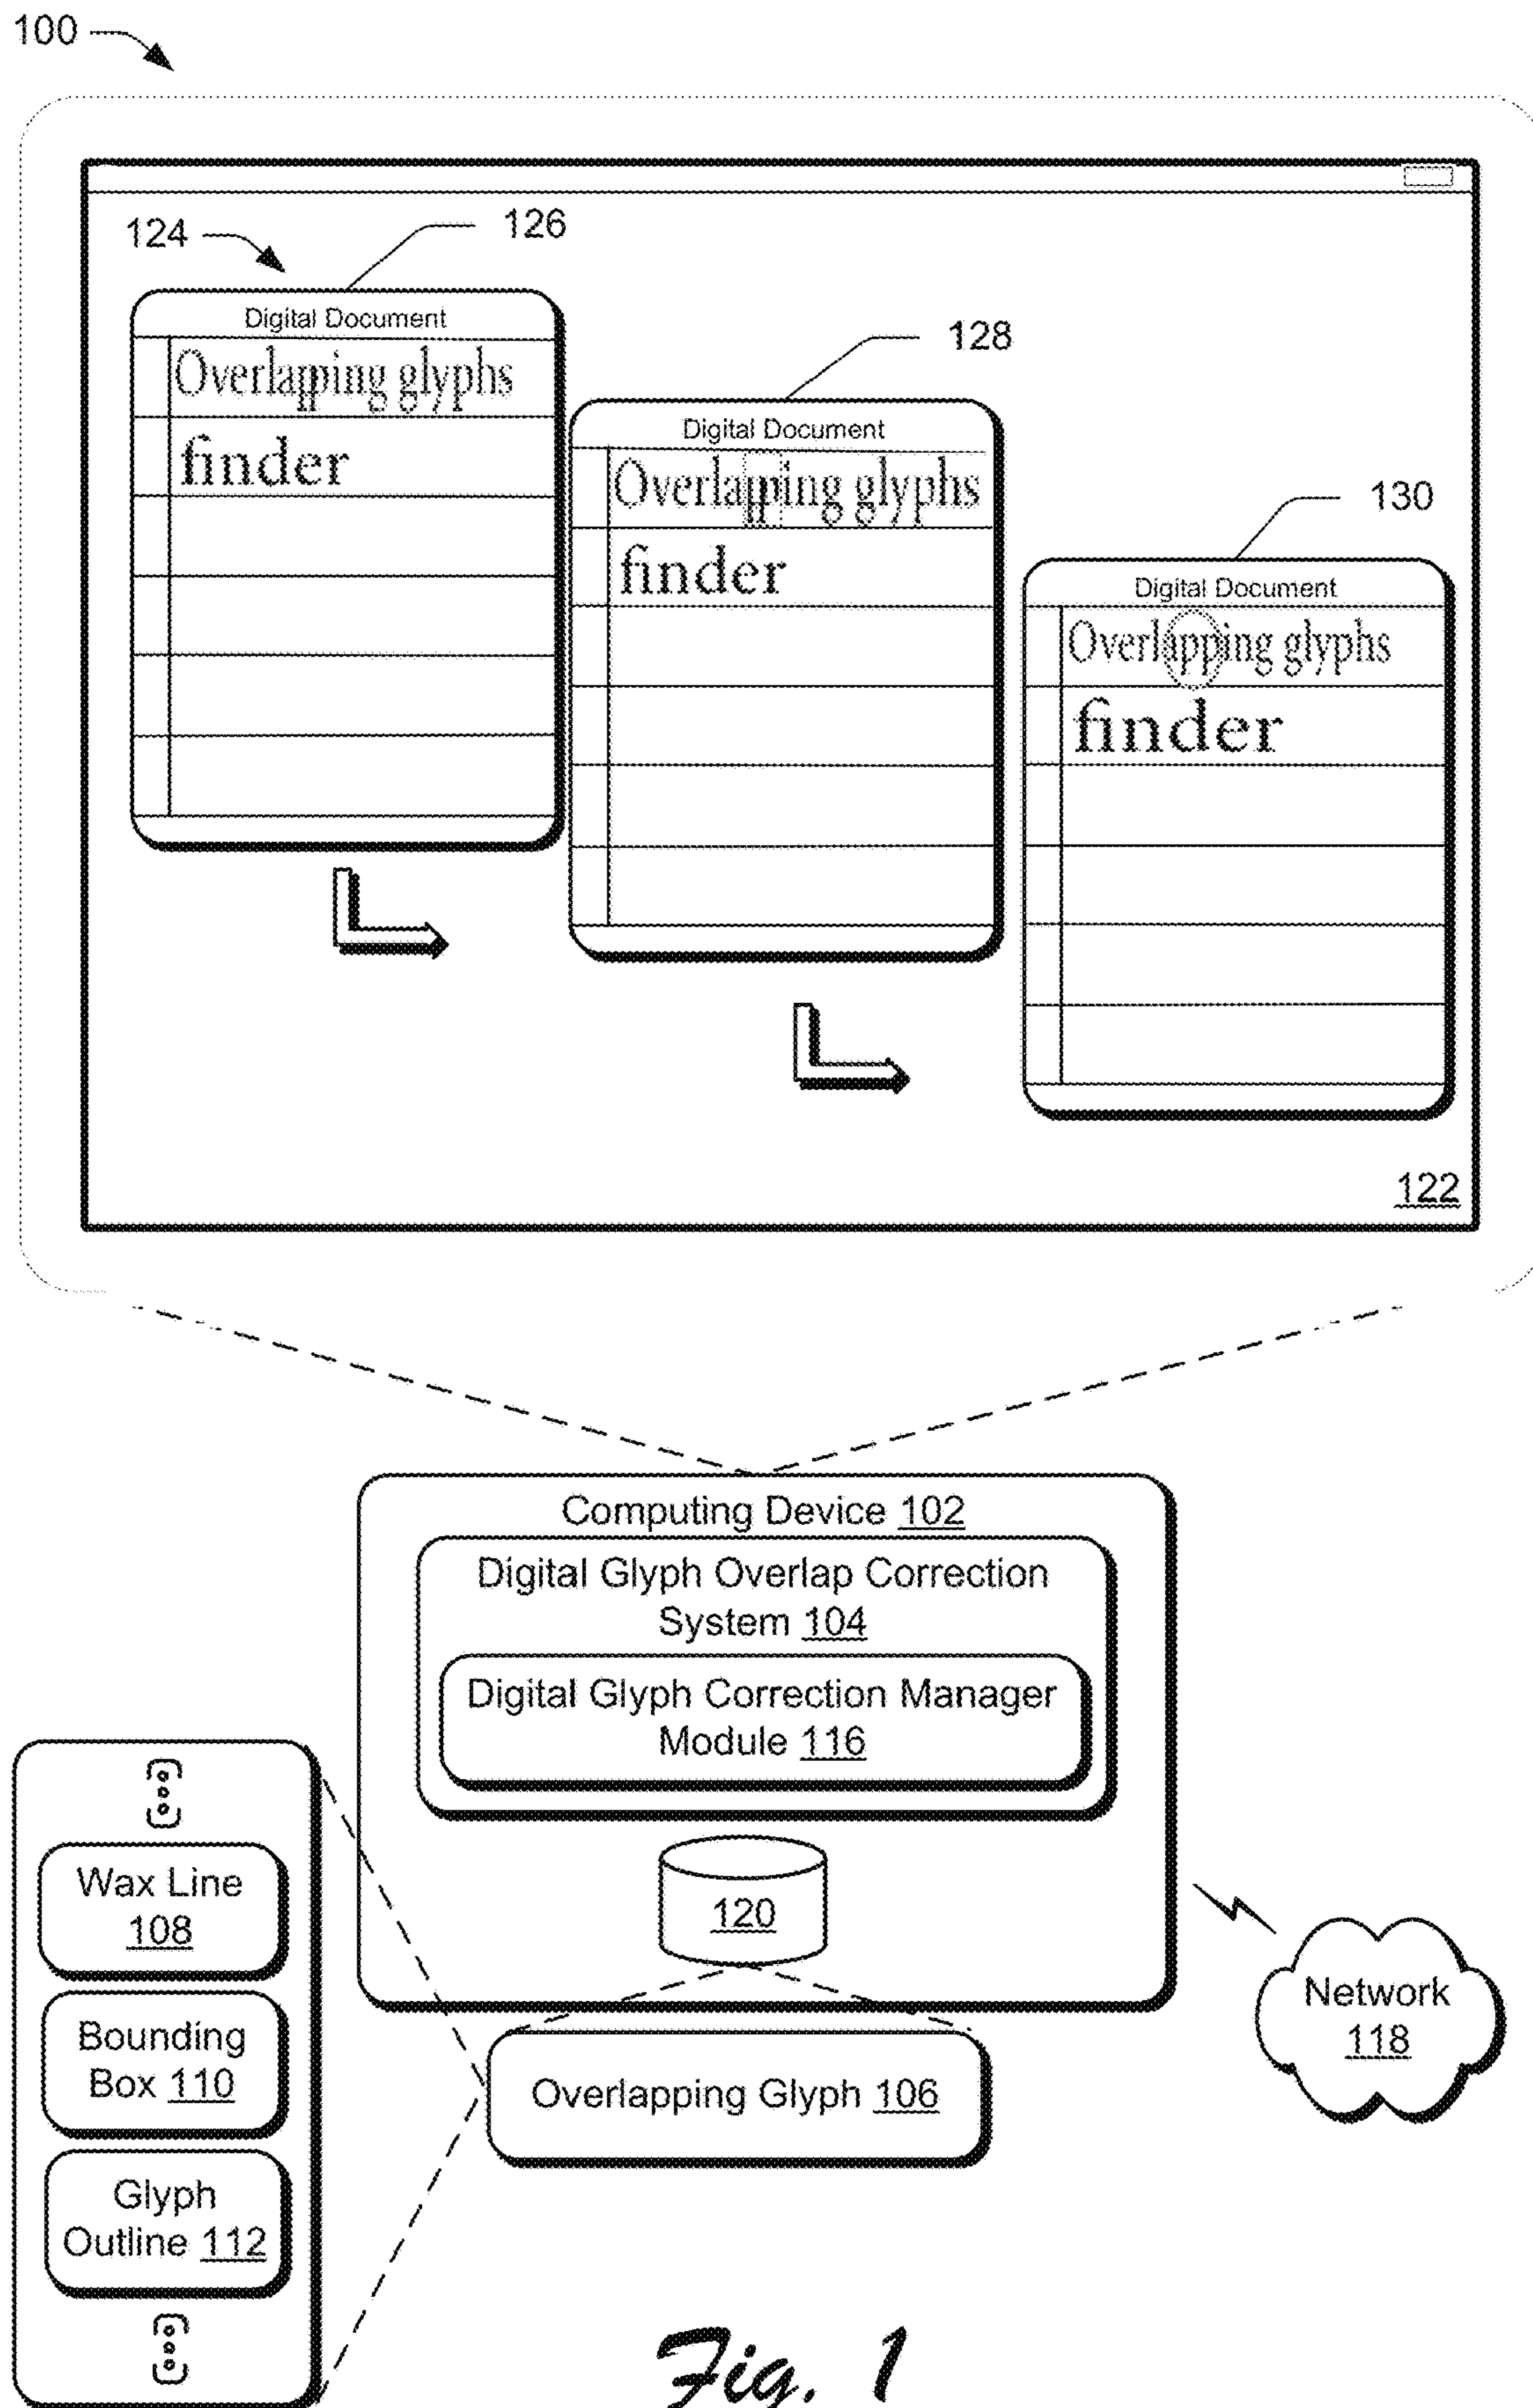 100
124
126
Digital Document
Overlapping glyphs
finder
128
Digital Document
Overlapping glyphs
finder
130
Digital Document
Overlapping glyphs
finder
122
Computing Device 102
Digital Glyph Overlap Correction
System 104
Digital Glyph Correction Manager
Module 116
120
Wax Line
108
Bounding
Box 110
Glyph
Outline 112
Overlapping Glyph 106
Network
118
Fig. 1